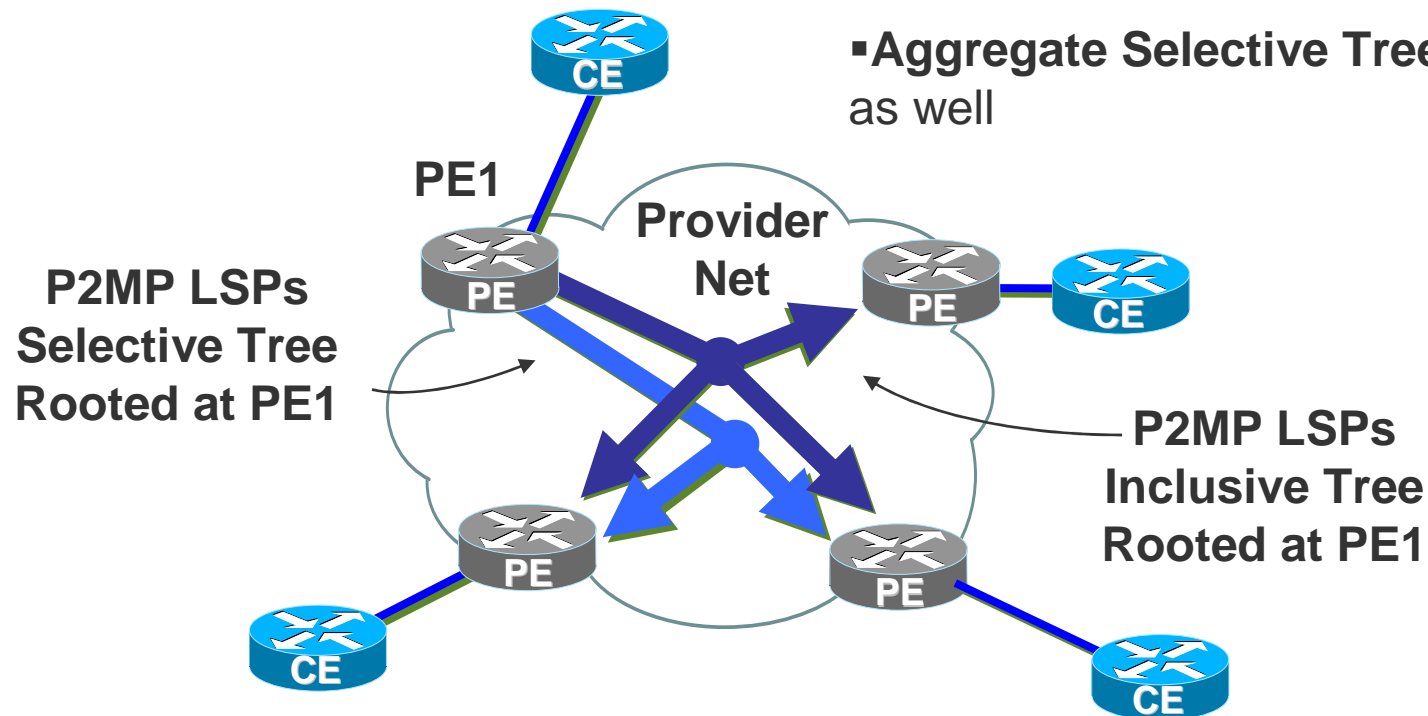 CE
▪Aggregate Selective Tree
as well
PE1
Provider
Net
PE
PE
CE
P2MP LSPs
Selective Tree
Rooted at PE1
P2MP LSPs
Inclusive Tree
Rooted at PE1
PE
PE
CE
CE